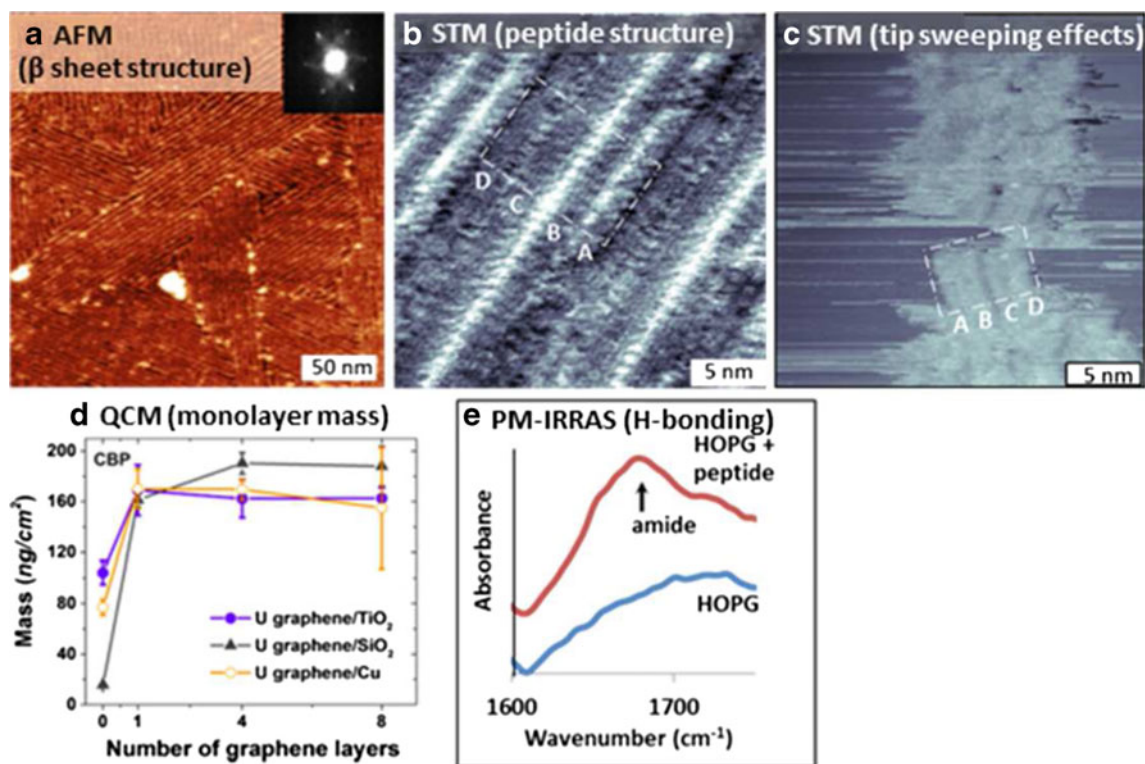 a AFM
(β sheet structure)
50 nm
b STM (peptide structure)
D
C
B
A
5 nm
c STM (tip sweeping effects)
A B C D
5 nm
d QCM (monolayer mass)
CBP
200
160
120
80
40
0
Mass (ng/cm²)
U graphene/TiO₂
U graphene/SiO₂
U graphene/Cu
0 1 4 8
Number of graphene layers
e PM-IRRAS (H-bonding)
HOPG +
peptide
amide
HOPG
Absorbance
1600 1700
Wavenumber (cm⁻¹)